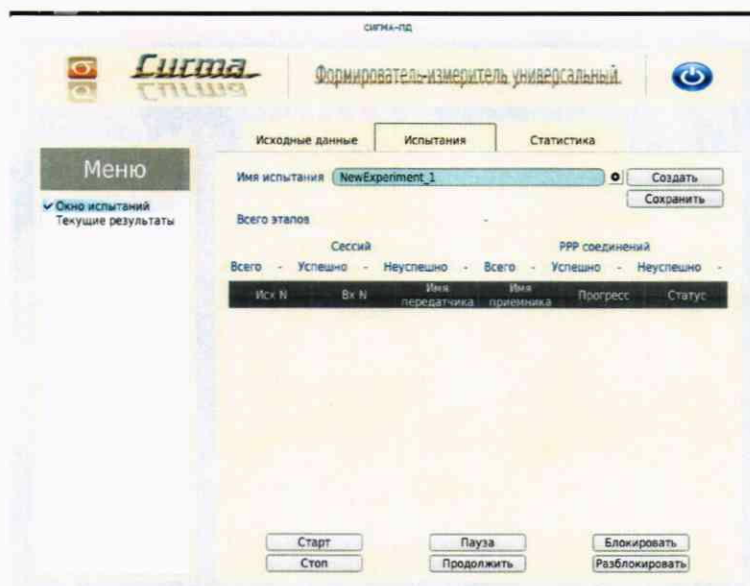 СИГМА-ПД
Сигма
Формирователь-измеритель универсальный
Исходные данные Испытания Статистика
Меню
Окно испытаний
Текущие результаты
Имя испытания NewExperiment_1 Создать
Сохранить
Всего этапов -
Сессий PPP соединений
Всего - Успешно - Неуспешно - Всего - Успешно - Неуспешно -
Исх N Вх N Имя передатчика Имя приемника Прогресс Статус
Старт Пауза Блокировать
Стоп Продолжить Разблокировать